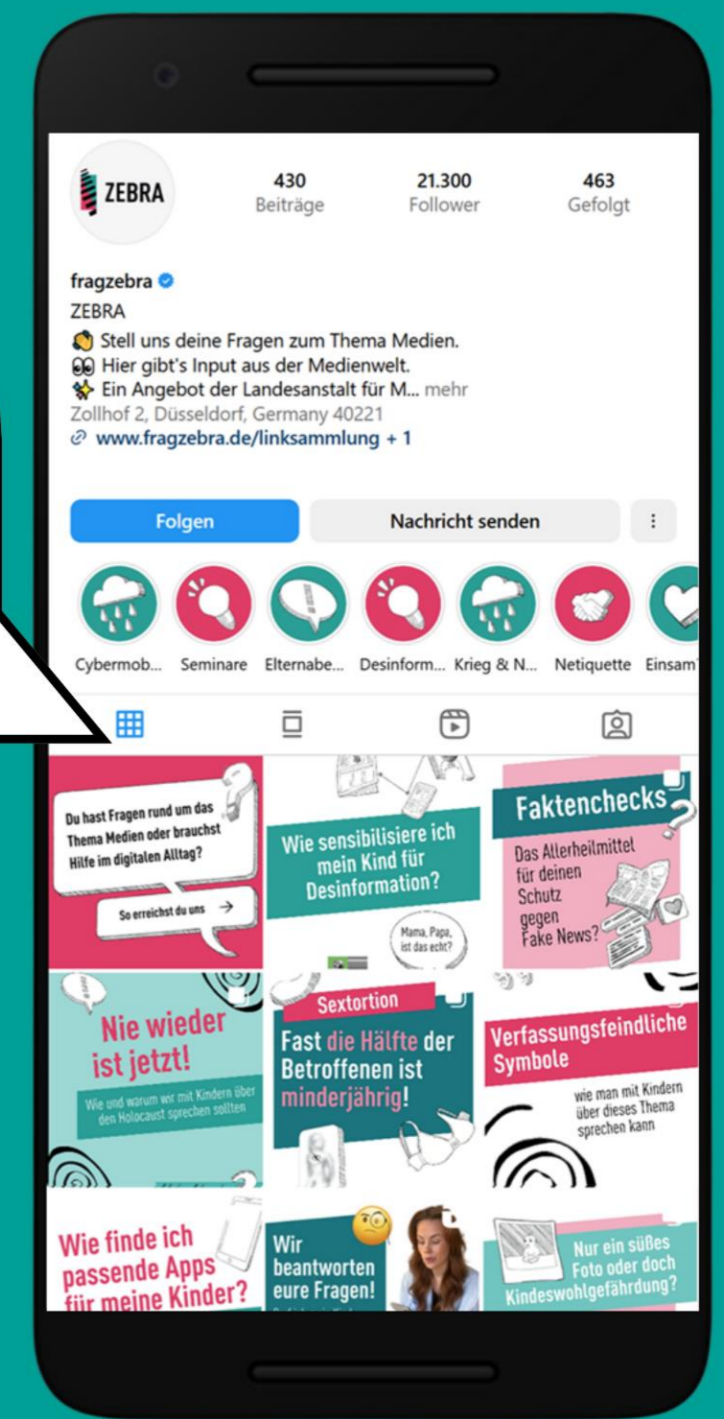 ZEBRA
430
Beiträge
21.300
Follower
463
Gefolgt
fragzebra
ZEBRA
👏 Stell uns deine Fragen zum Thema Medien.
👀 Hier gibt's Input aus der Medienwelt.
✨ Ein Angebot der Landesanstalt für M... mehr
Zollhof 2, Düsseldorf, Germany 40221
www.fragzebra.de/linksammlung + 1
Folgen
Nachricht senden
Cybermob...
Seminare
Elternabe...
Desinform...
Krieg & N...
Netiquette
Einsam?
Du hast Fragen rund um das
Thema Medien oder brauchst
Hilfe im digitalen Alltag?
So erreichst du uns →
Wie sensibilisiere ich
mein Kind für
Desinformation?
Mama, Papa,
ist das echt?
Faktenchecks
Das Allerheilmittel
für deinen
Schutz
gegen
Fake News?
Nie wieder
ist jetzt!
Wie und warum wir mit Kindern über
den Holocaust sprechen sollten
Sextortion
Fast die Hälfte der
Betroffenen ist
minderjährig!
Verfassungsfeindliche
Symbole
wie man mit Kindern
über dieses Thema
sprechen kann
Wie finde ich
passende Apps
für meine Kinder?
Wir
beantworten
eure Fragen!
Nur ein süßes
Foto oder doch
Kindeswohlgefährdung?